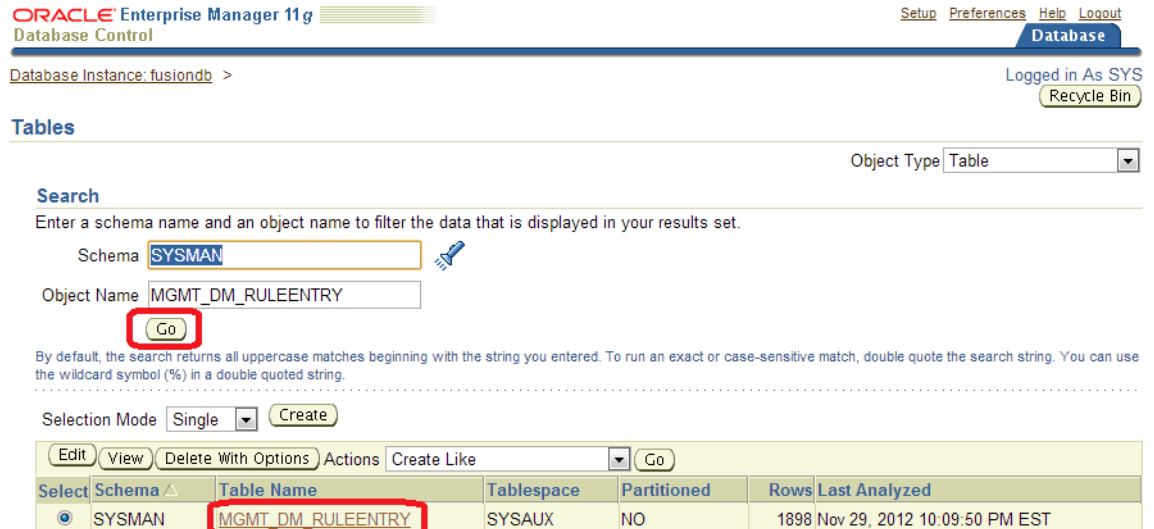 ORACLE Enterprise Manager 11g
Setup Preferences Help Logout
Database Control
Database
Database Instance: fusiondb >
Logged in As SYS
Recycle Bin
Tables
Object Type Table
Search
Enter a schema name and an object name to filter the data that is displayed in your results set.
Schema SYSMAN
Object Name MGMT_DM_RULEENTRY
Go
By default, the search returns all uppercase matches beginning with the string you entered. To run an exact or case-sensitive match, double quote the search string. You can use
the wildcard symbol (%) in a double quoted string.
Selection Mode Single Create
Edit View Delete With Options Actions Create Like Go
Select Schema Table Name Tablespace Partitioned Rows Last Analyzed
SYSMAN MGMT_DM_RULEENTRY SYSAUX NO 1898 Nov 29, 2012 10:09:50 PM EST